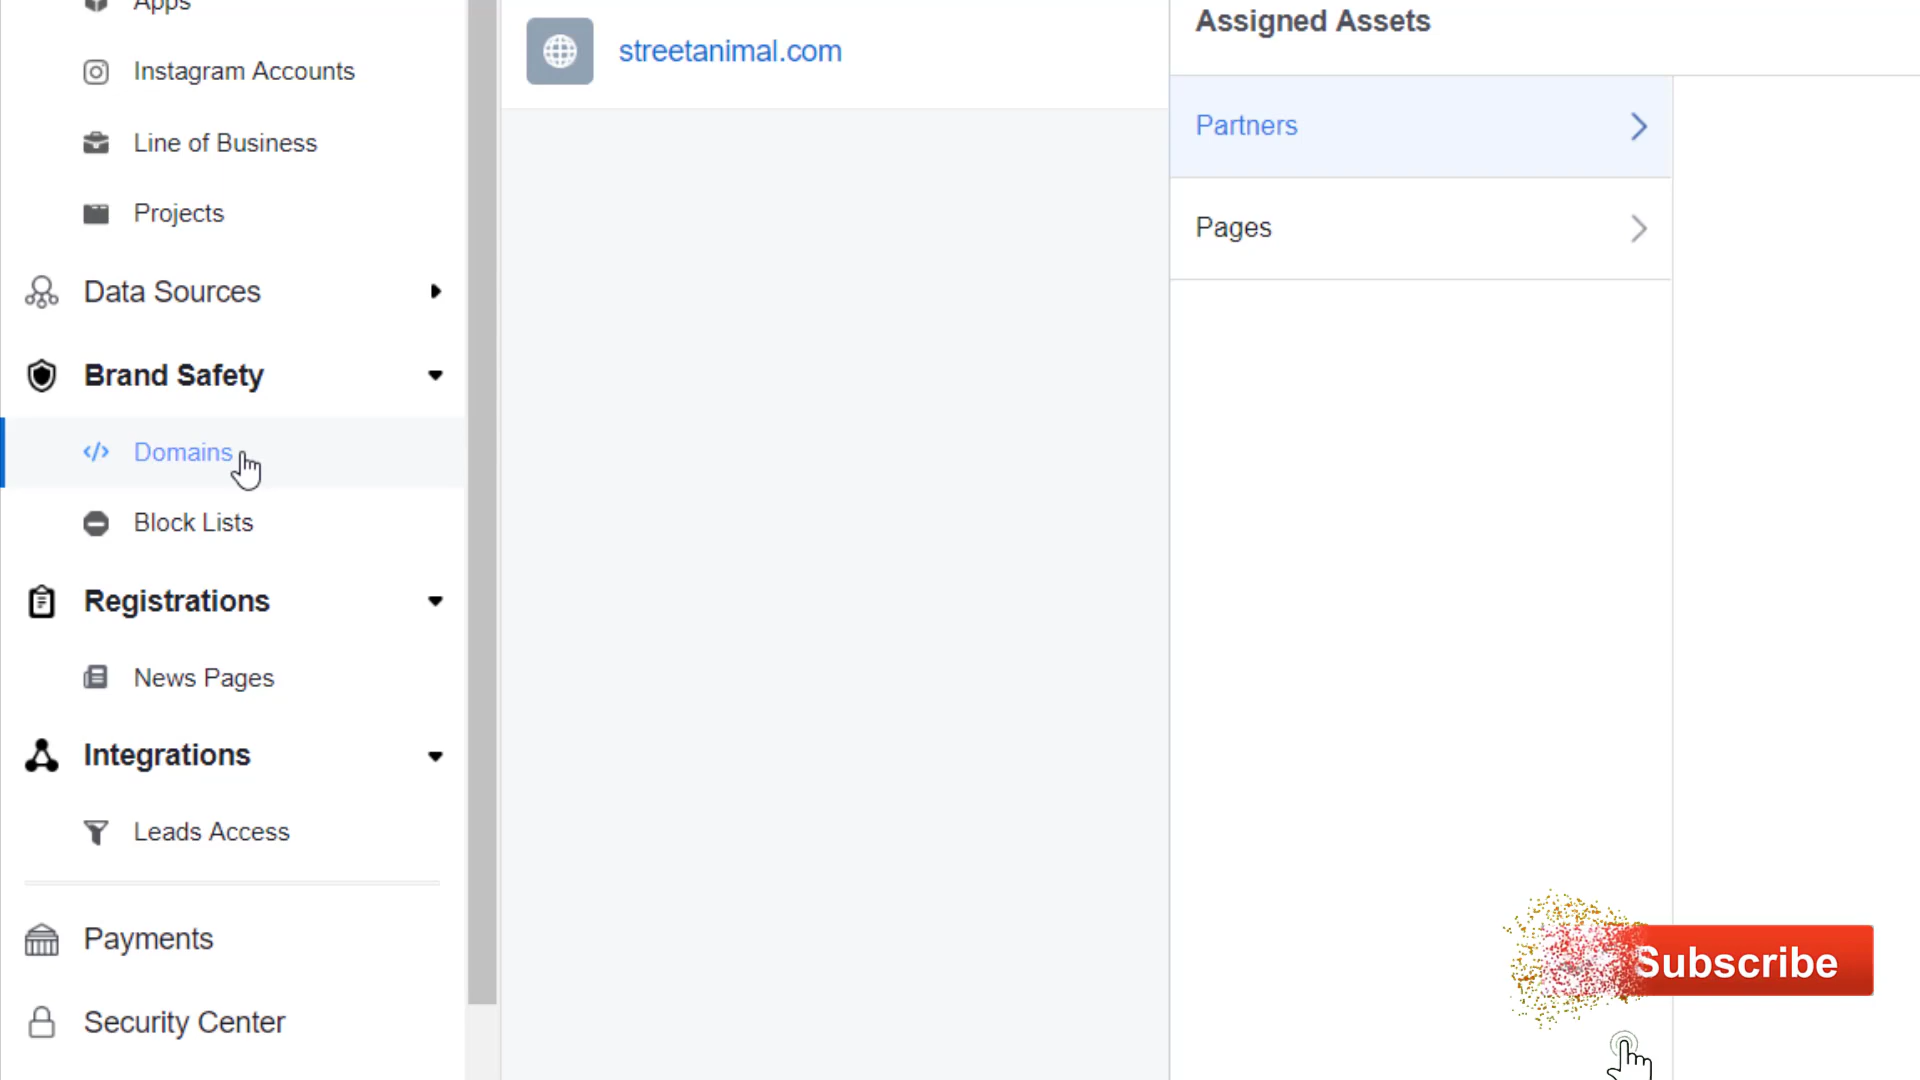 Apps
Instagram Accounts
Line of Business
Projects
Data Sources
Brand Safety
</> Domains
Block Lists
Registrations
News Pages
Integrations
Leads Access
Payments
Security Center
streetanimal.com
Assigned Assets
Partners
Pages
Subscribe